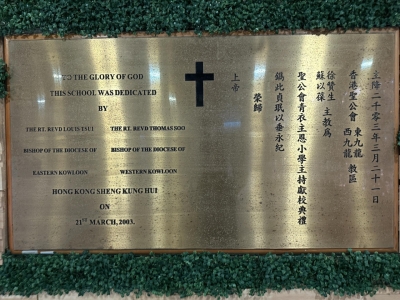 TO THE GLORY OF GOD
THIS SCHOOL WAS DEDICATED
BY
THE RT. REVD LOUIS TSUI THE RT. REVD THOMAS SOO
BISHOP OF THE DIOCESE OF BISHOP OF THE DIOCESE OF
EASTERN KOWLOON WESTERN KOWLOON
HONG KONG SHENG KUNG HUI
ON
21ST MARCH, 2003.
主降二千零三年三月二十一日
香港聖公會 東九龍 西九龍 教區
徐贊生 蘇以葆 主教為
聖公會青衣主恩小學主持獻校典禮
鐫此貞珉以垂永紀
榮歸
上帝